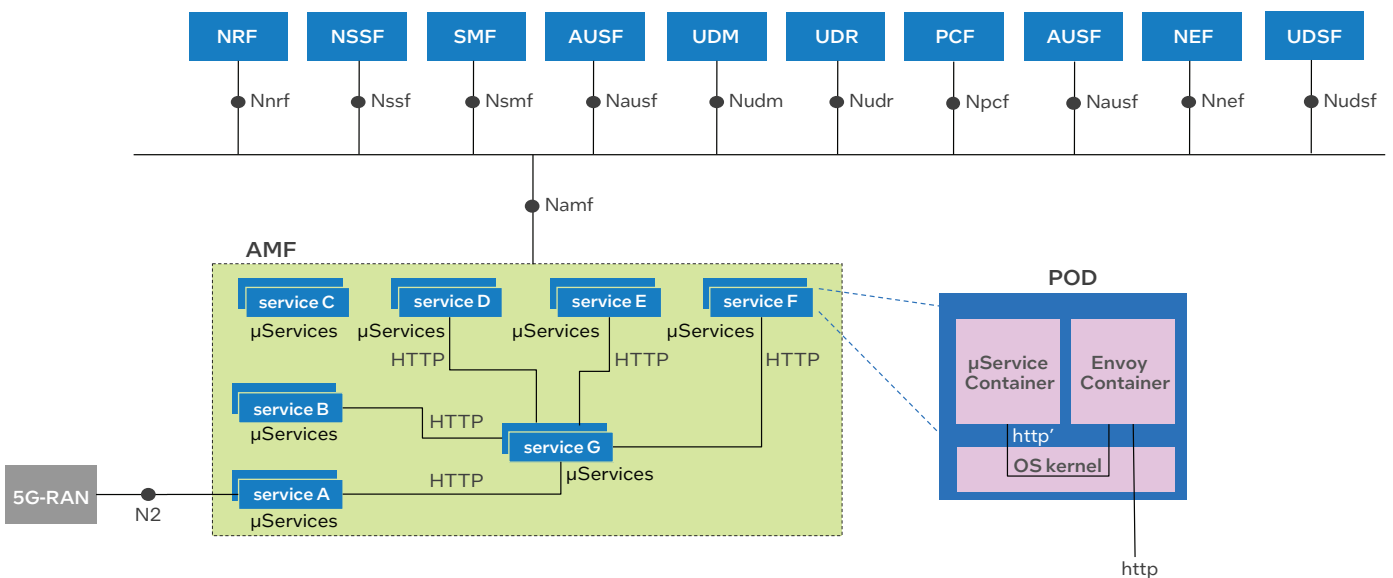 NRF
NSSF
SMF
AUSF
UDM
UDR
PCF
AUSF
NEF
UDSF
Nnrf
Nssf
Nsmf
Nausf
Nudm
Nudr
Npcf
Nausf
Nnef
Nudsf
Namf
AMF
service C
µServices
service D
µServices
HTTP
service E
µServices
HTTP
service F
µServices
HTTP
service B
µServices
HTTP
service G
µServices
5G-RAN
N2
service A
µServices
HTTP
POD
µService
Container
Envoy
Container
http′
OS kernel
http